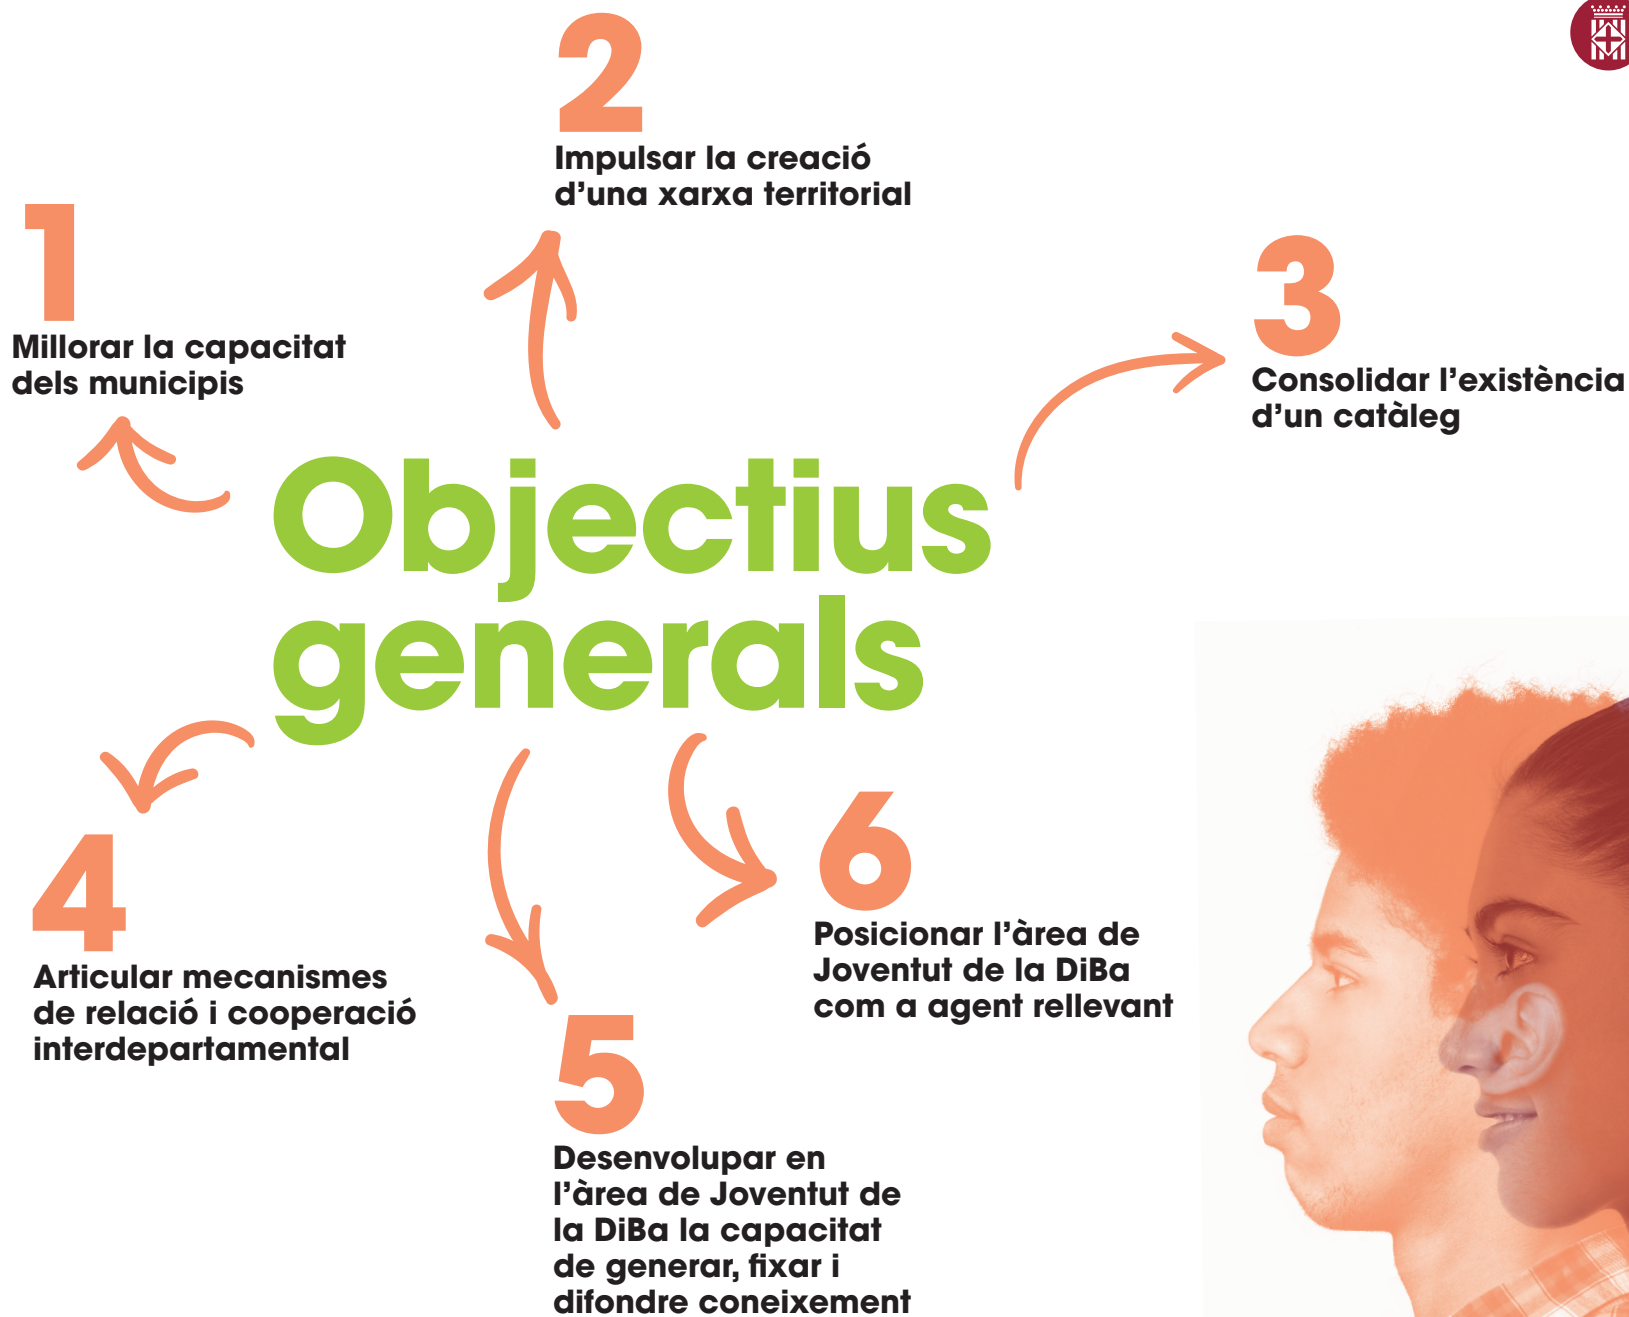 1
Millorar la capacitat
dels municipis
2
Impulsar la creació
d’una xarxa territorial
3
Consolidar l’existència
d’un catàleg
Objectius
generals
4
Articular mecanismes
de relació i cooperació
interdepartamental
5
Desenvolupar en
l’àrea de Joventut de
la DiBa la capacitat
de generar, fixar i
difondre coneixement
6
Posicionar l’àrea de
Joventut de la DiBa
com a agent rellevant